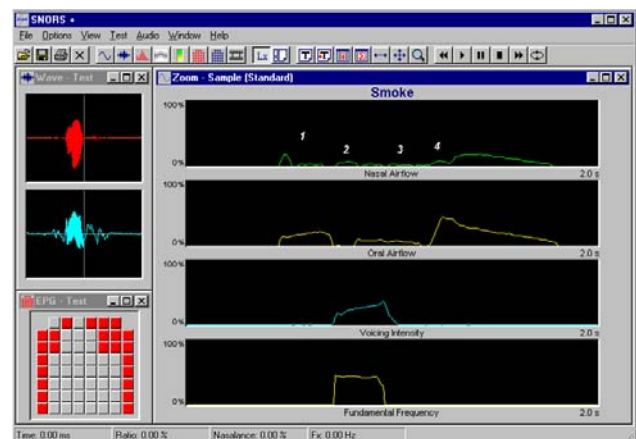 SNORS +
File Options View Test Audio Window Help
Lx
Wave - Test
Zoom - Sample (Standard)
Smoke
100%
1 2 3 4
0%
Nasal Airflow 2.0 s
100%
0%
Oral Airflow 2.0 s
100%
0%
Voicing Intensity 2.0 s
100%
0%
Fundamental Frequency 2.0 s
EPG - Test
Time: 0.00 ms Ratio: 0.00 % Nasalance: 0.00 % Fx: 0.00 Hz